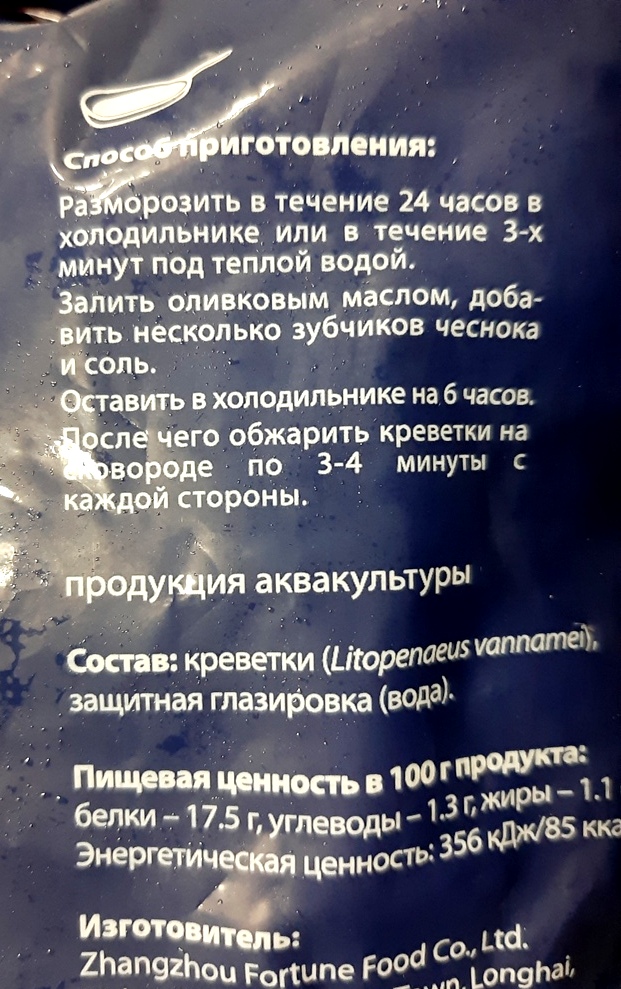 Способ приготовления:
Разморозить в течение 24 часов в
холодильнике или в течение 3-х
минут под теплой водой.
Залить оливковым маслом, доба-
вить несколько зубчиков чеснока
и соль.
Оставить в холодильнике на 6 часов.
После чего обжарить креветки на
сковороде по 3-4 минуты с
каждой стороны.
продукция аквакультуры
Состав: креветки (Litopenaeus vannamei),
защитная глазировка (вода).
Пищевая ценность в 100 г продукта:
белки – 17.5 г, углеводы – 1.3 г, жиры – 1.1
Энергетическая ценность: 356 кДж/85 кка
Изготовитель:
Zhangzhou Fortune Food Co., Ltd.
Longhai,